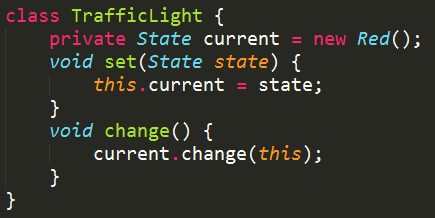 class TrafficLight {
    private State current = new Red();
    void set(State state) {
        this.current = state;
    }
    void change() {
        current.change(this);
    }
}